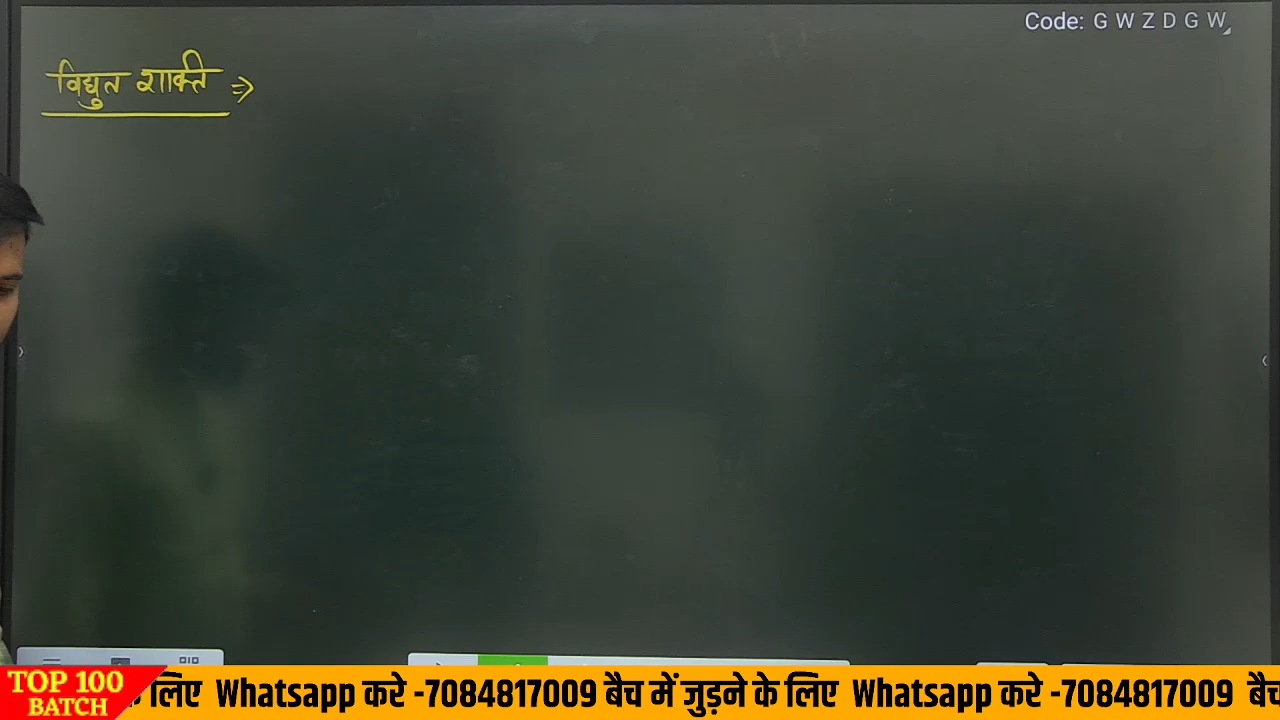 Code: G W Z D G W
विद्युत शक्ति ⇒
TOP 100
BATCH
के लिए Whatsapp करे -7084817009 बैच में जुड़ने के लिए Whatsapp करे -7084817009 बैच